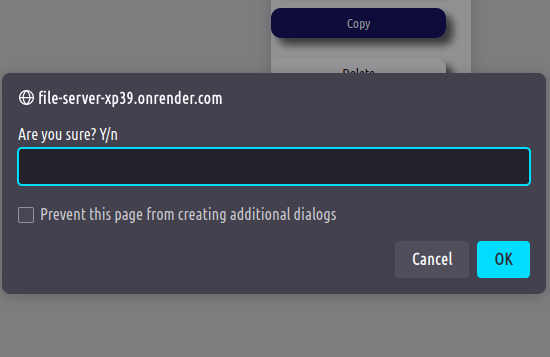 Copy
Delete
file-server-xp39.onrender.com
Are you sure? Y/n
Prevent this page from creating additional dialogs
Cancel
OK